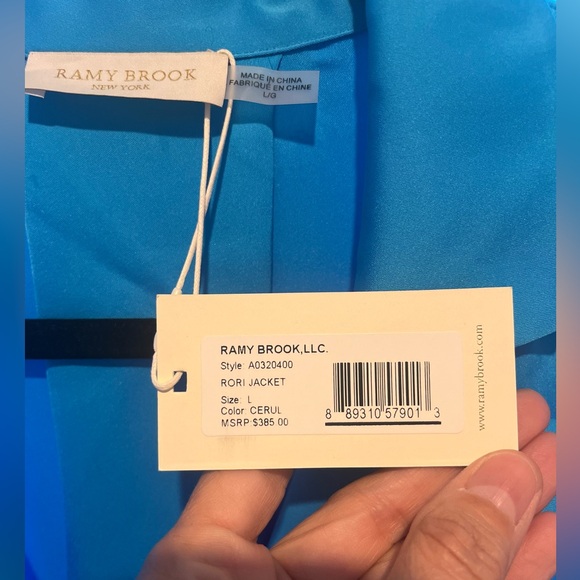 RAMY BROOK
NEW YORK
MADE IN CHINA
FABRIQUÉ EN CHINE
L/G
RAMY BROOK,LLC.
Style: A0320400
RORI JACKET
Size: L
Color: CERUL
MSRP:$385.00
8 89310 57901 3
www.ramybrook.com